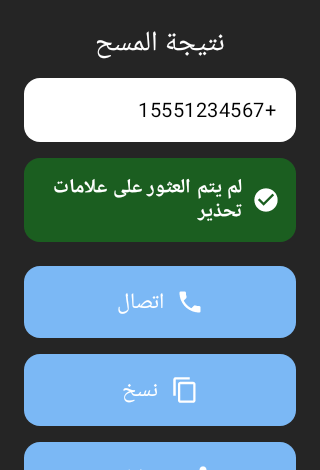 نتيجة المسح
15551234567+
لم يتم العثور على علامات
تحذير
اتصال
نسخ